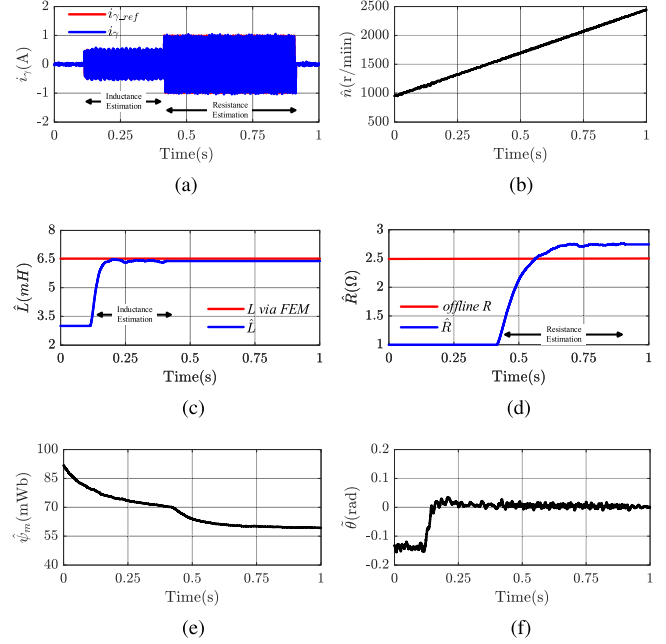 2
1
0
-1
-2
i_γ(A)
i_γ_ref
i_γ
Inductance
Estimation
Resistance
Estimation
0 0.25 0.5 0.75 1
Time(s)
(a)
2500
2000
1500
1000
500
n̂(r/miin)
0 0.25 0.5 0.75 1
Time(s)
(b)
8
6.5
5
3.5
2
L̂(mH)
Inductance
Estimation
L via FEM
L̂
0 0.25 0.5 0.75 1
Time(s)
(c)
3
2.5
2
1.5
1
R̂(Ω)
offline R
R̂
Resistance
Estimation
0 0.25 0.5 0.75 1
Time(s)
(d)
100
85
70
55
40
ψ̂_m(mWb)
0 0.25 0.5 0.75 1
Time(s)
(e)
0.2
0.1
0
-0.1
-0.2
θ̃(rad)
0 0.25 0.5 0.75 1
Time(s)
(f)